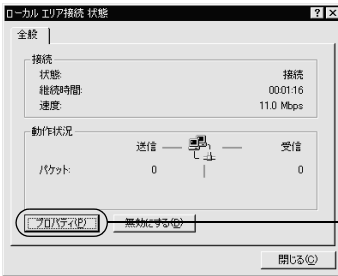 ローカル エリア接続 状態
全般
接続
状態: 接続
継続時間: 00:01:16
速度: 11.0 Mbps
動作状況
送信 受信
パケット: 0 0
プロパティ(P) 無効にする(D)
閉じる(C)